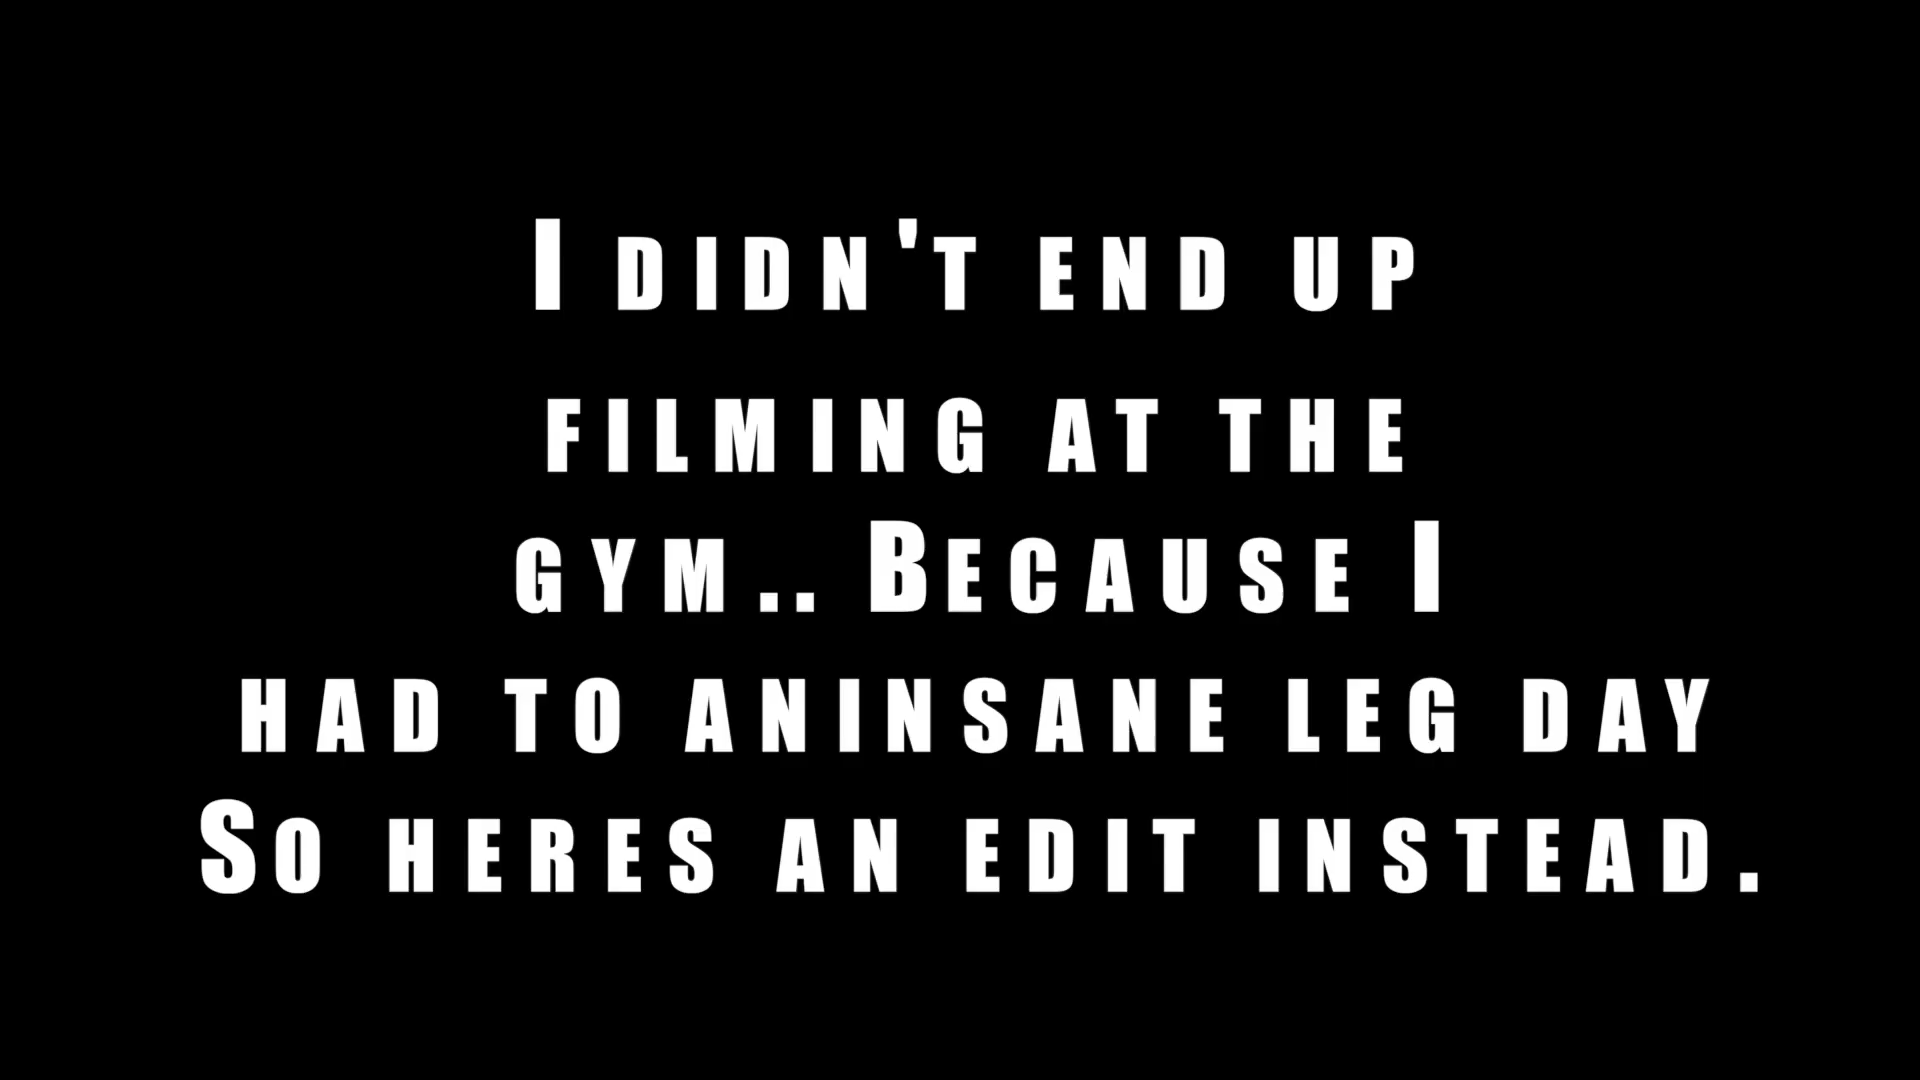 I didn't end up
filming at the
gym.. Because I
had to aninsane leg day
So heres an edit instead.